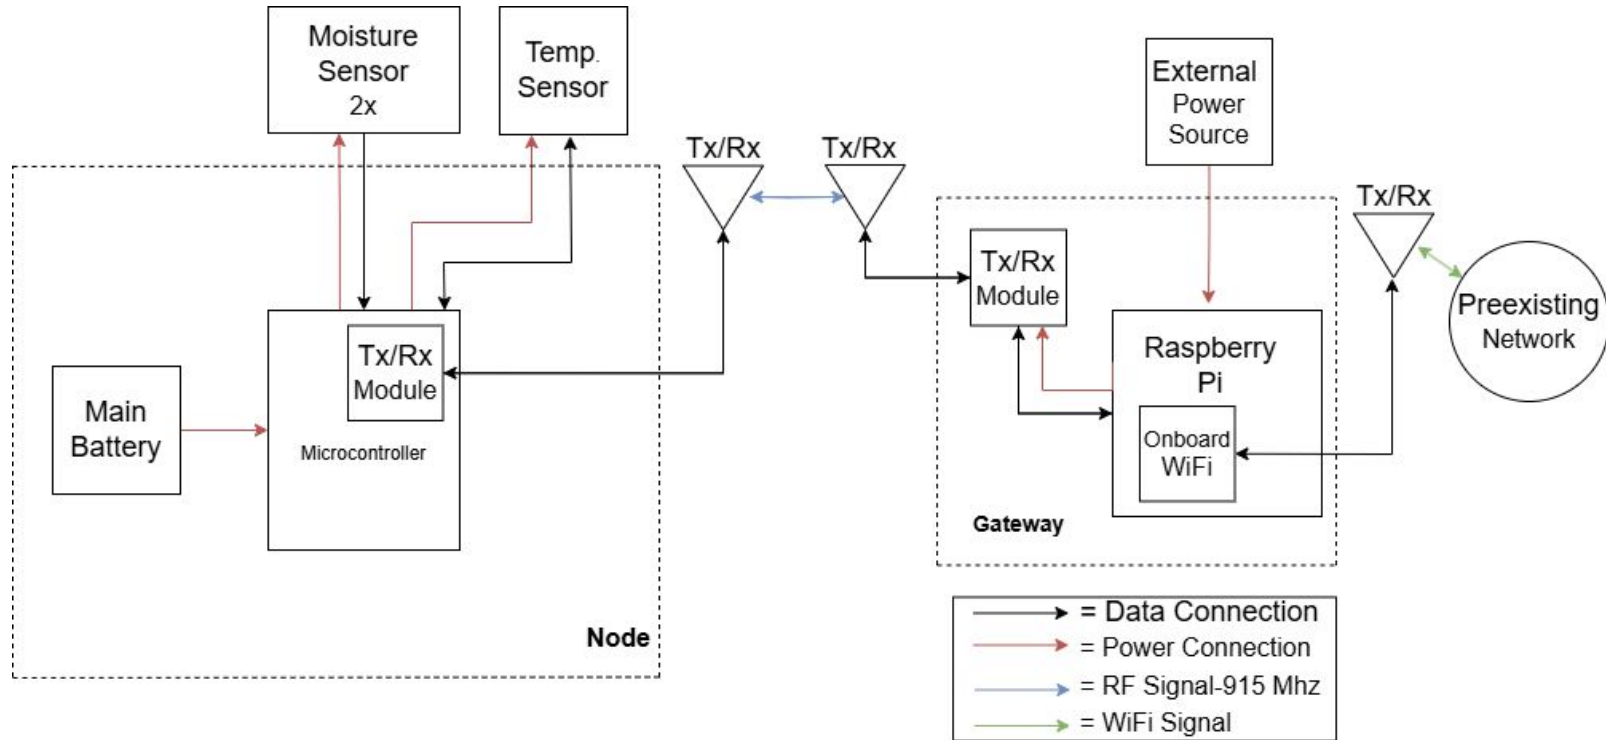 Moisture
Sensor
2x
Temp.
Sensor
Tx/Rx
Tx/Rx
External
Power
Source
Tx/Rx
Tx/Rx
Module
Preexisting
Network
Raspberry
Pi
Tx/Rx
Module
Main
Battery
Microcontroller
Onboard
WiFi
Gateway
Node
= Data Connection
= Power Connection
= RF Signal-915 Mhz
= WiFi Signal